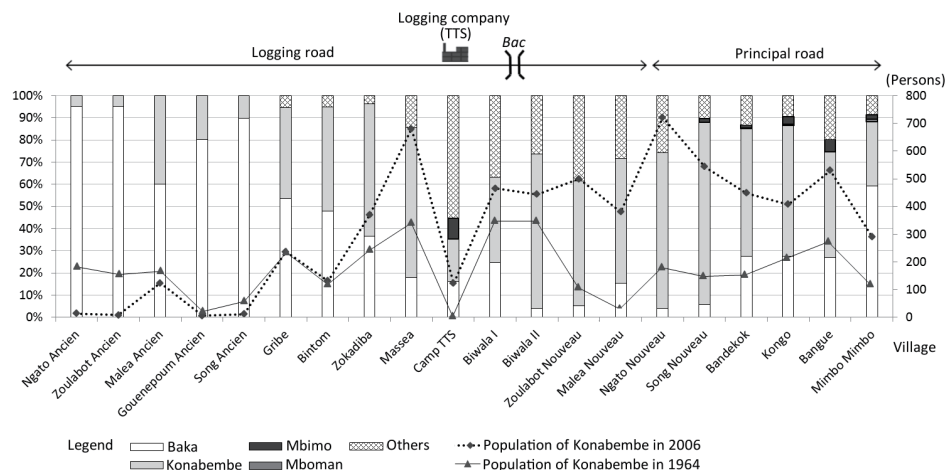 Logging company
(TTS)
Logging road
Bac
Principal road
(Persons)
100%
90%
80%
70%
60%
50%
40%
30%
20%
10%
0%
800
700
600
500
400
300
200
100
0
Ngato Ancien
Zoulabot Ancien
Malea Ancien
Gouenepoum Ancien
Song Ancien
Gribe
Bintom
Zokadiba
Massea
Camp TTS
Biwala I
Biwala II
Zoulabot Nouveau
Malea Nouveau
Ngato Nouveau
Song Nouveau
Bandekok
Kongo
Bangue
Mimbo Mimbo
Village
Legend
Baka
Mbimo
Others
Population of Konabembe in 2006
Konabembe
Mboman
Population of Konabembe in 1964